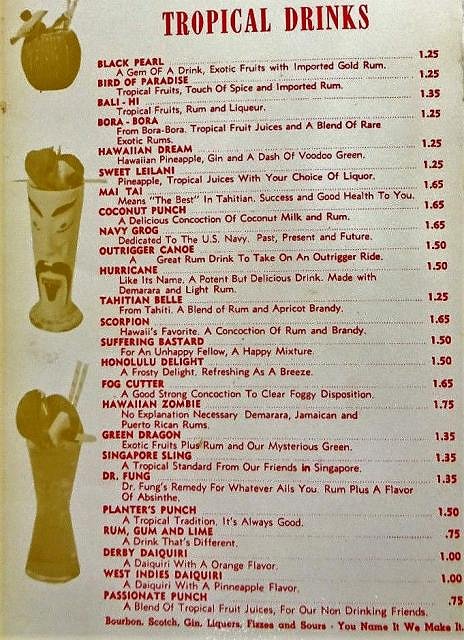 TROPICAL DRINKS
BLACK PEARL 1.25
A Gem Of A Drink, Exotic Fruits with Imported Gold Rum.
BIRD OF PARADISE 1.25
Tropical Fruits, Touch Of Spice and Imported Rum.
BALI - HI 1.35
Tropical Fruits, Rum and Liqueur.
BORA - BORA 1.25
From Bora-Bora. Tropical Fruit Juices and A Blend Of Rare
Exotic Rums.
HAWAIIAN DREAM 1.25
Hawaiian Pineapple, Gin and A Dash Of Voodoo Green.
SWEET LEILANI 1.25
Pineapple, Tropical Juices With Your Choice Of Liquor.
MAI TAI 1.65
Means "The Best" In Tahitian. Success and Good Health To You.
COCONUT PUNCH 1.65
A Delicious Concoction Of Coconut Milk and Rum.
NAVY GROG 1.65
Dedicated To The U.S. Navy. Past, Present and Future.
OUTRIGGER CANOE 1.50
A Great Rum Drink To Take On An Outrigger Ride.
HURRICANE 1.50
Like Its Name, A Potent But Delicious Drink. Made with
Demarara and Light Rum.
TAHITIAN BELLE 1.25
From Tahiti. A Blend of Rum and Apricot Brandy.
SCORPION 1.65
Hawaii's Favorite. A Concoction Of Rum and Brandy.
SUFFERING BASTARD 1.50
For An Unhappy Fellow, A Happy Mixture.
HONOLULU DELIGHT 1.50
A Frosty Delight. Refreshing As A Breeze.
FOG CUTTER 1.65
A Good Strong Concoction To Clear Foggy Disposition.
HAWAIIAN ZOMBIE 1.75
No Explanation Necessary Demarara, Jamaican and
Puerto Rican Rums.
GREEN DRAGON 1.35
Exotic Fruits Plus Rum and Our Mysterious Green.
SINGAPORE SLING 1.35
A Tropical Standard From Our Friends in Singapore.
DR. FUNG 1.35
Dr. Fung's Remedy For Whatever Ails You. Rum Plus A Flavor
Of Absinthe.
PLANTER'S PUNCH 1.50
A Tropical Tradition. It's Always Good.
RUM, GUM AND LIME .75
A Drink That's Different.
DERBY DAIQUIRI 1.00
A Daiquiri With A Orange Flavor.
WEST INDIES DAIQUIRI 1.00
A Daiquiri With A Pinneapple Flavor.
PASSIONATE PUNCH .75
A Blend Of Tropical Fruit Juices, For Our Non Drinking Friends.
Bourbon, Scotch, Gin, Liquers, Fizzes and Sours - You Name It We Make It.